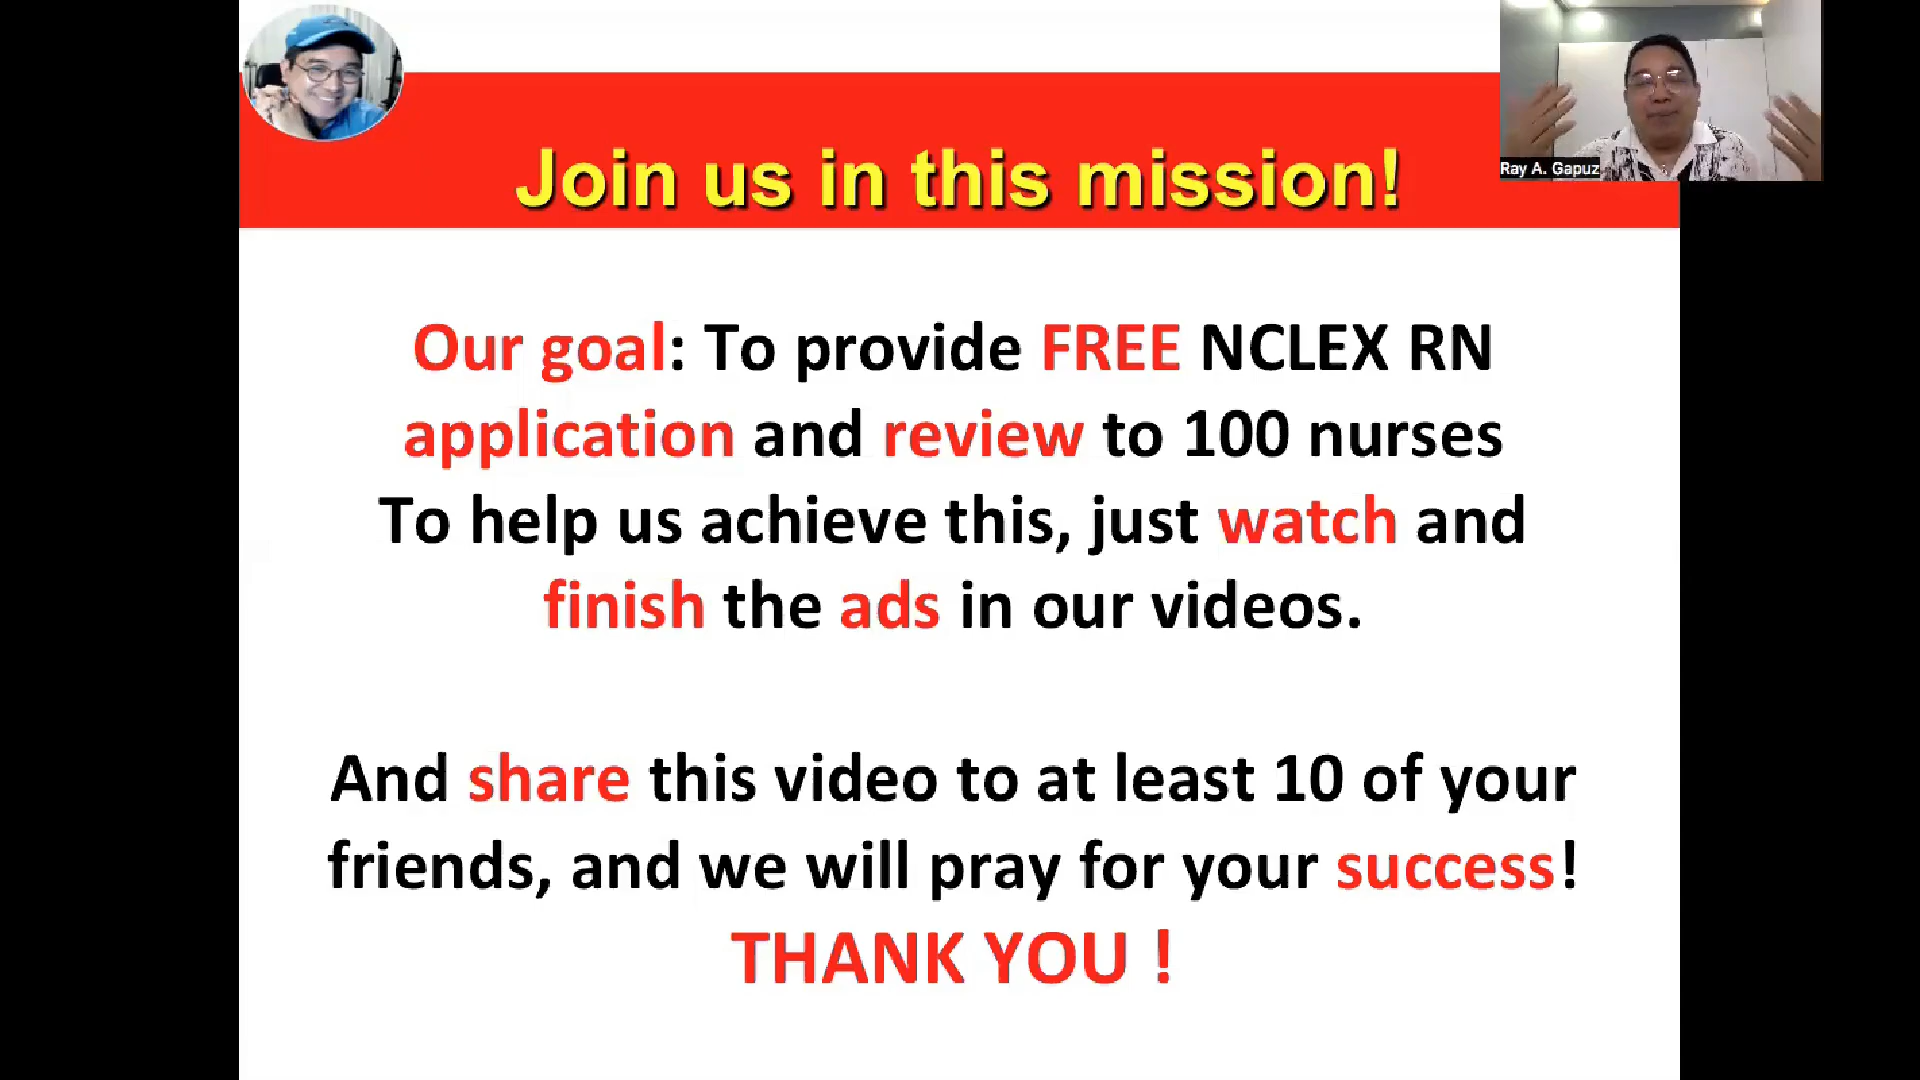 Join us in this mission!
Ray A. Gapuz
Our goal: To provide FREE NCLEX RN
application and review to 100 nurses
To help us achieve this, just watch and
finish the ads in our videos.
And share this video to at least 10 of your
friends, and we will pray for your success!
THANK YOU !